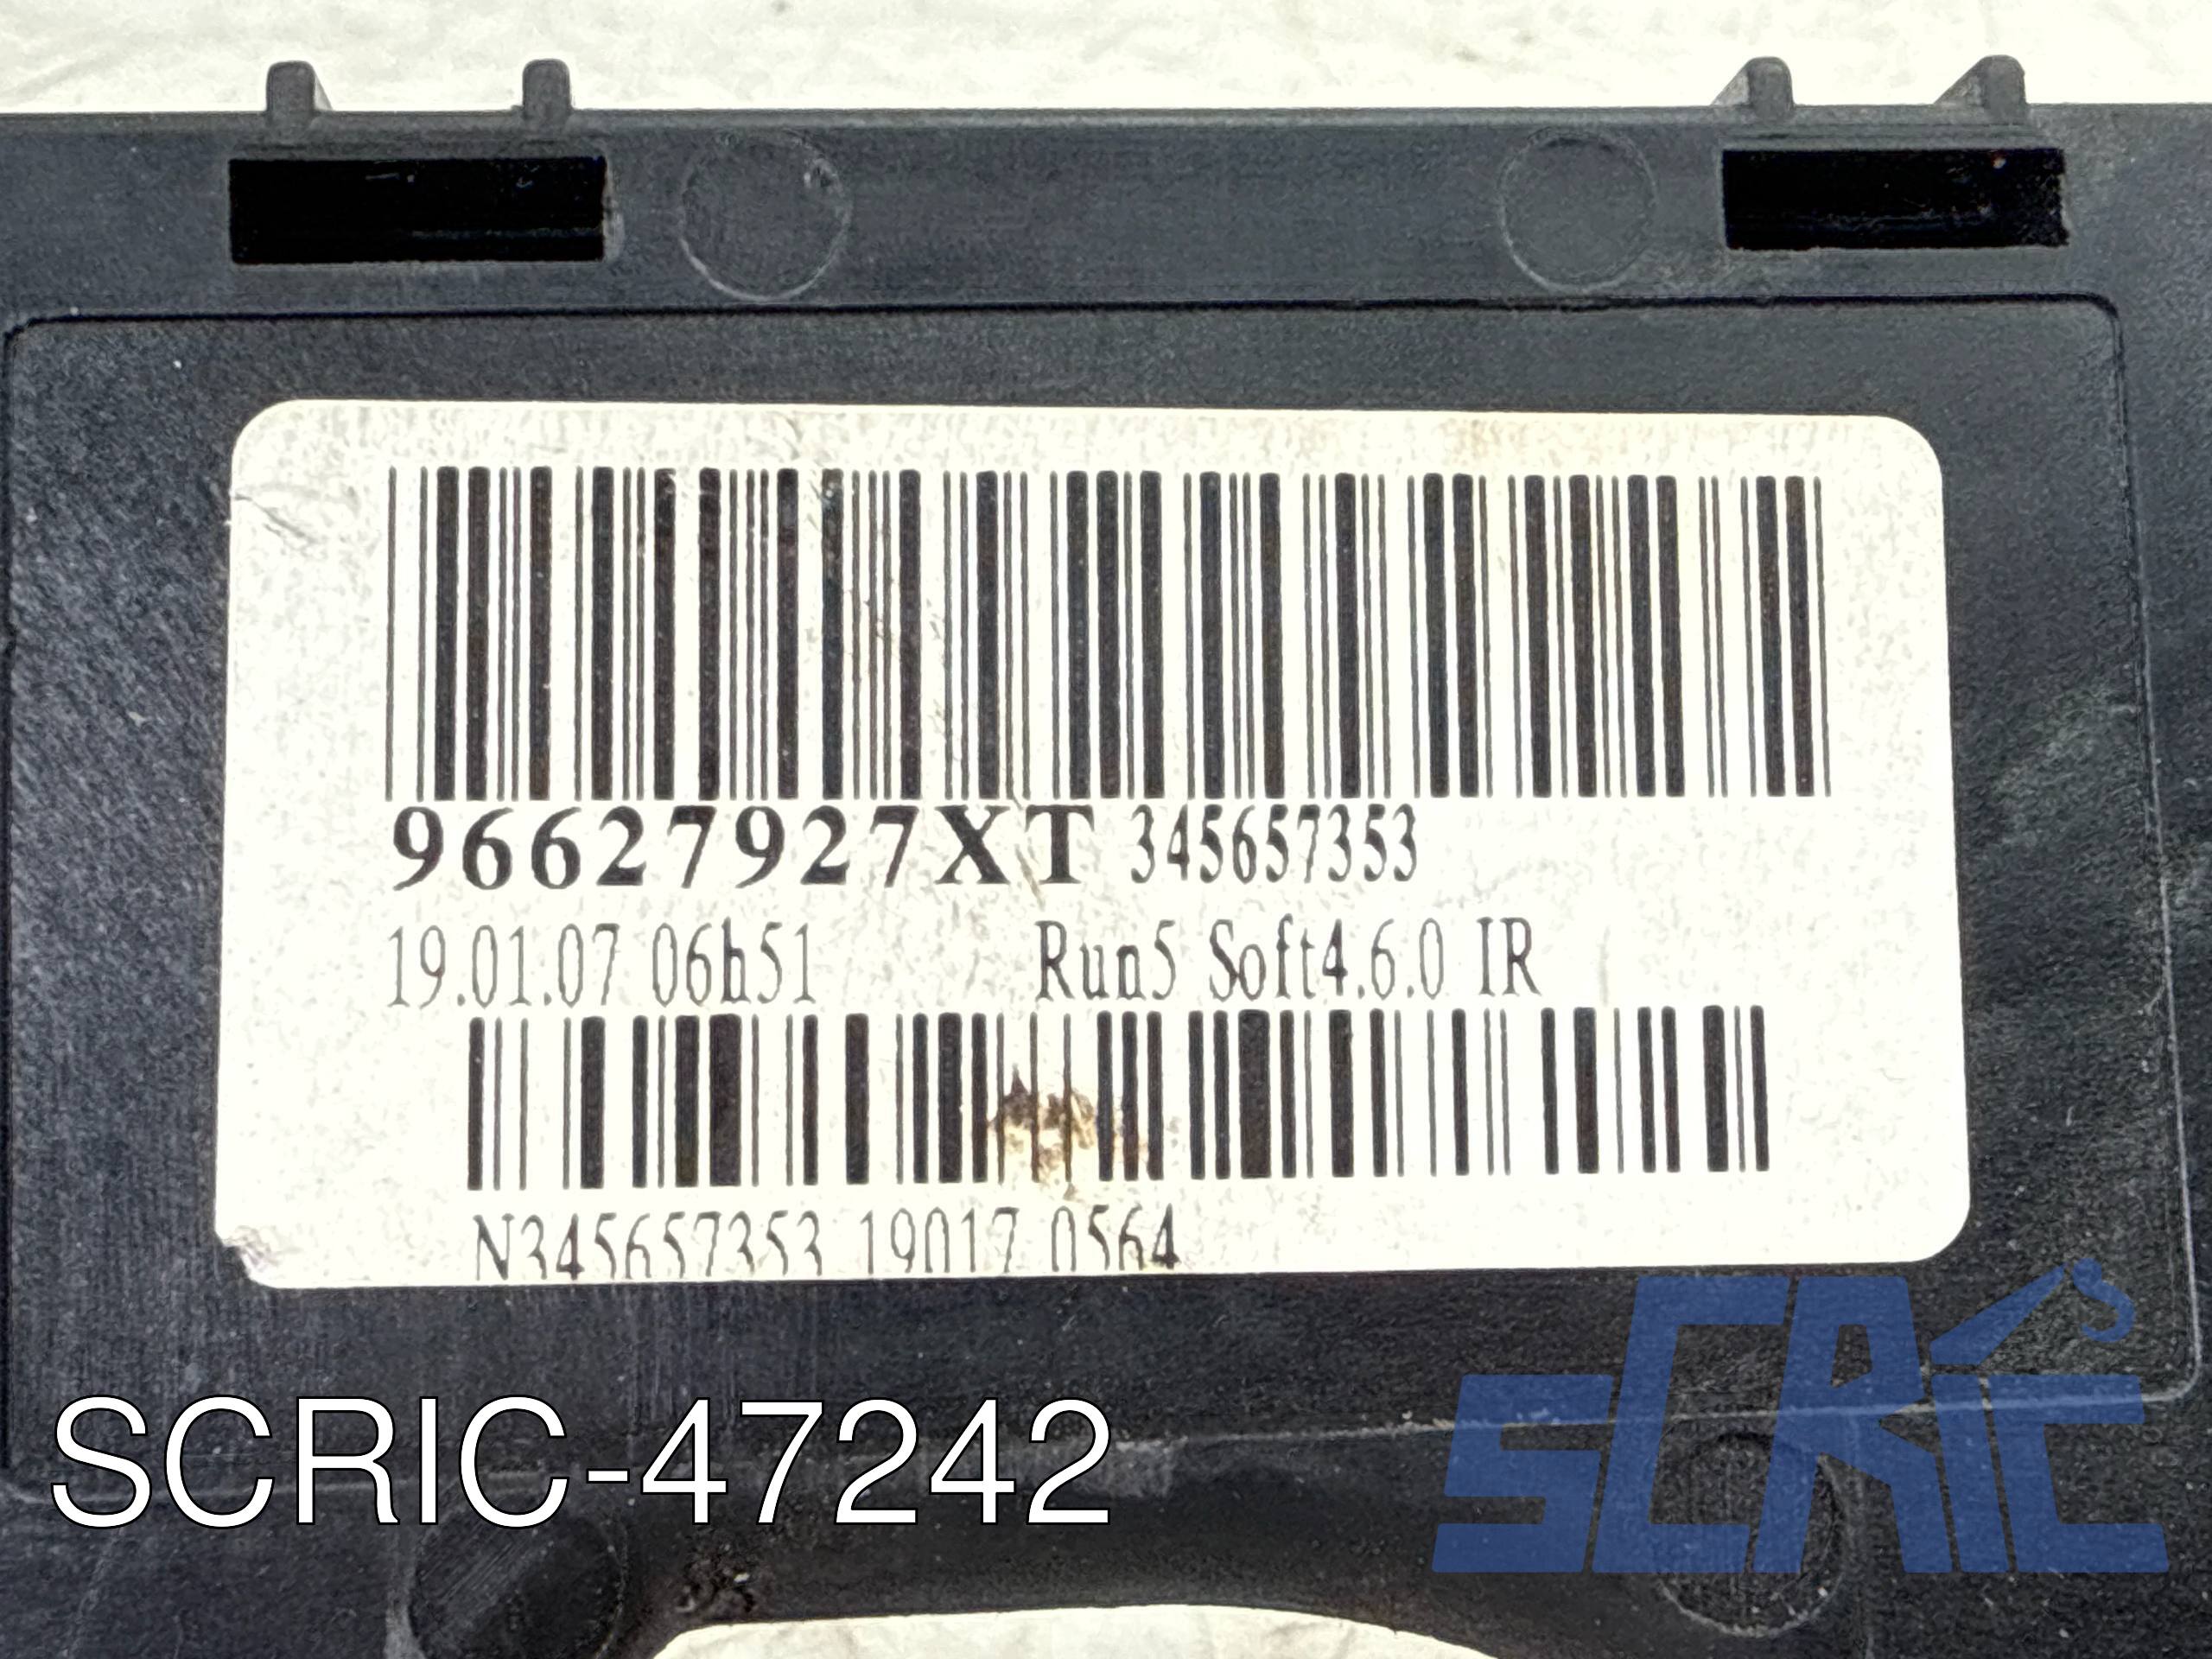 96627927XT 345657353
19.01.07 06h51 Run5 Soft4.6.0 IR
N345657353 19017 0564
SCRIC-47242
SCRIC